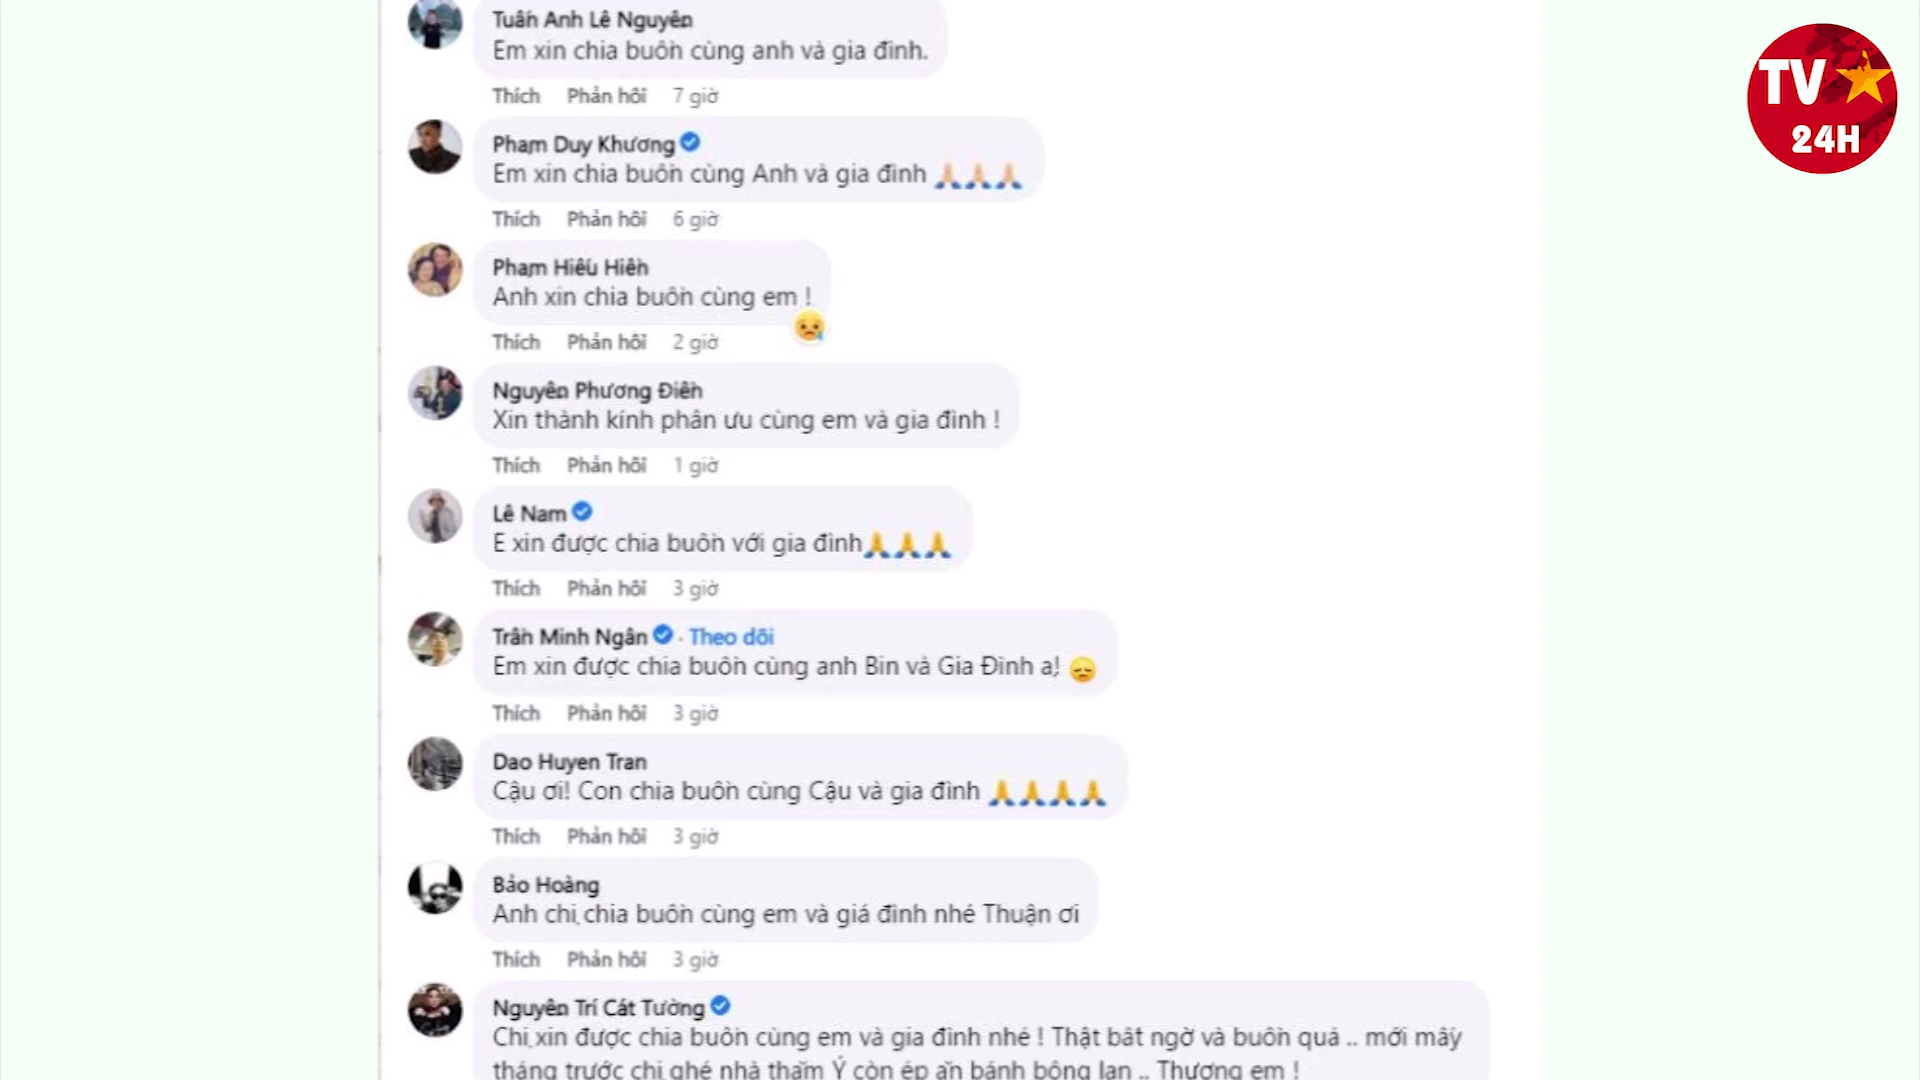 Tuấn Anh Lê Nguyên
Em xin chia buồn cùng anh và gia đình.
Thích Phản hồi 7 giờ
TV
24H
Phạm Duy Khương
Em xin chia buồn cùng Anh và gia đình 🙏🏻🙏🏻🙏🏻
Thích Phản hồi 6 giờ
Phạm Hiếu Hiền
Anh xin chia buồn cùng em !
Thích Phản hồi 2 giờ
Nguyễn Phương Điền
Xin thành kính phân ưu cùng em và gia đình !
Thích Phản hồi 1 giờ
Lê Nam
E xin được chia buồn với gia đình🙏🙏🙏
Thích Phản hồi 3 giờ
Trần Minh Ngân · Theo dõi
Em xin được chia buồn cùng anh Bin và Gia Đình ạ! 😞
Thích Phản hồi 3 giờ
Dao Huyen Tran
Cậu ơi! Con chia buồn cùng Cậu và gia đình 🙏🙏🙏🙏
Thích Phản hồi 3 giờ
Bảo Hoàng
Anh chị chia buồn cùng em và giá đình nhé Thuận ơi
Thích Phản hồi 3 giờ
Nguyễn Trí Cát Tường
Chị xin được chia buồn cùng em và gia đình nhé ! Thật bất ngờ và buồn quá .. mới mấy
tháng trước chị ghé nhà thăm Ý còn ép ăn bánh bông lan .. Thương em !